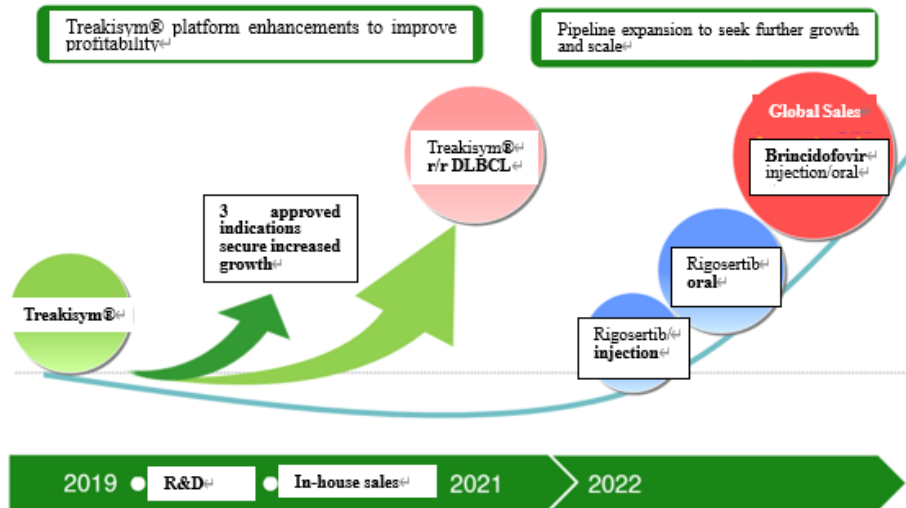 Treakisym® platform enhancements to improve
profitability↵
Pipeline expansion to seek further growth
and scale↵
Global Sales↵
Brincidofovir↵
injection/oral
Treakisym®↵
r/r DLBCL↵
3 approved
indications
secure increased
growth↵
Rigosertib↵
oral↵
Treakisym®↵
Rigosertib/↵
injection↵
2019
R&D↵
In-house sales↵
2021
2022